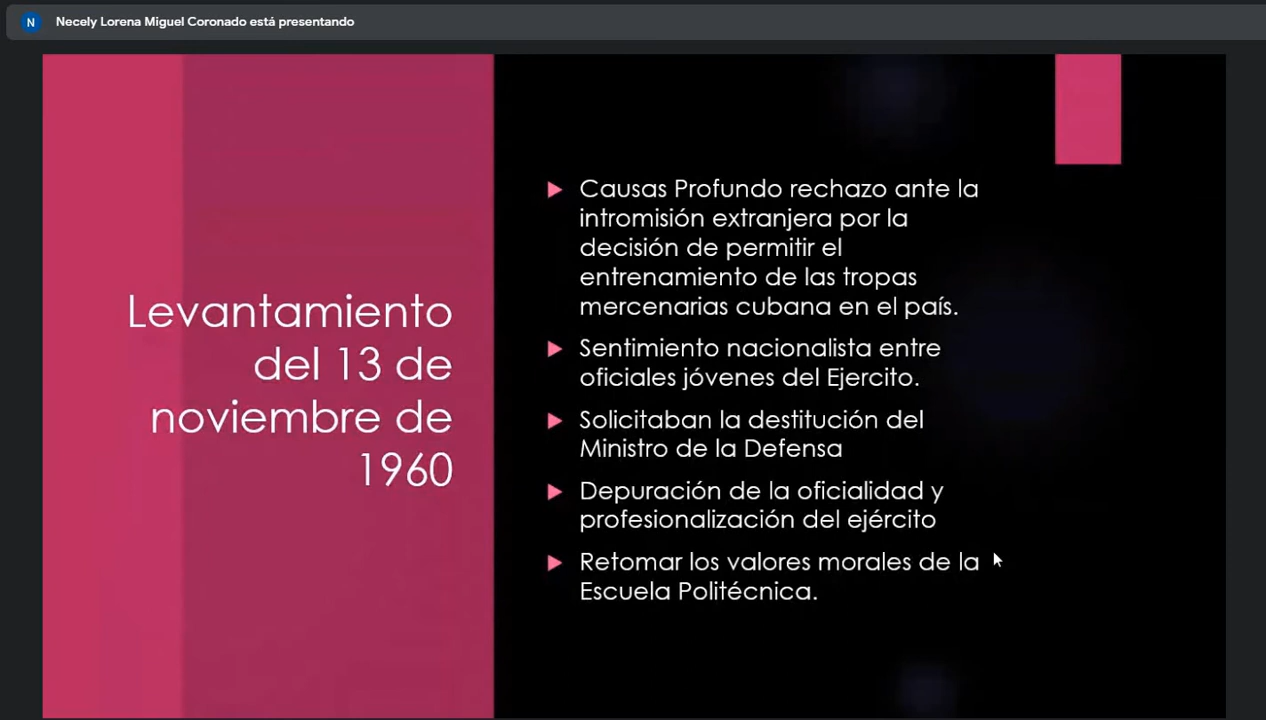 N
Necely Lorena Miguel Coronado está presentando
Levantamiento
del 13 de
noviembre de
1960
Causas Profundo rechazo ante la
intromisión extranjera por la
decisión de permitir el
entrenamiento de las tropas
mercenarias cubana en el país.
Sentimiento nacionalista entre
oficiales jóvenes del Ejercito.
Solicitaban la destitución del
Ministro de la Defensa
Depuración de la oficialidad y
profesionalización del ejército
Retomar los valores morales de la
Escuela Politécnica.